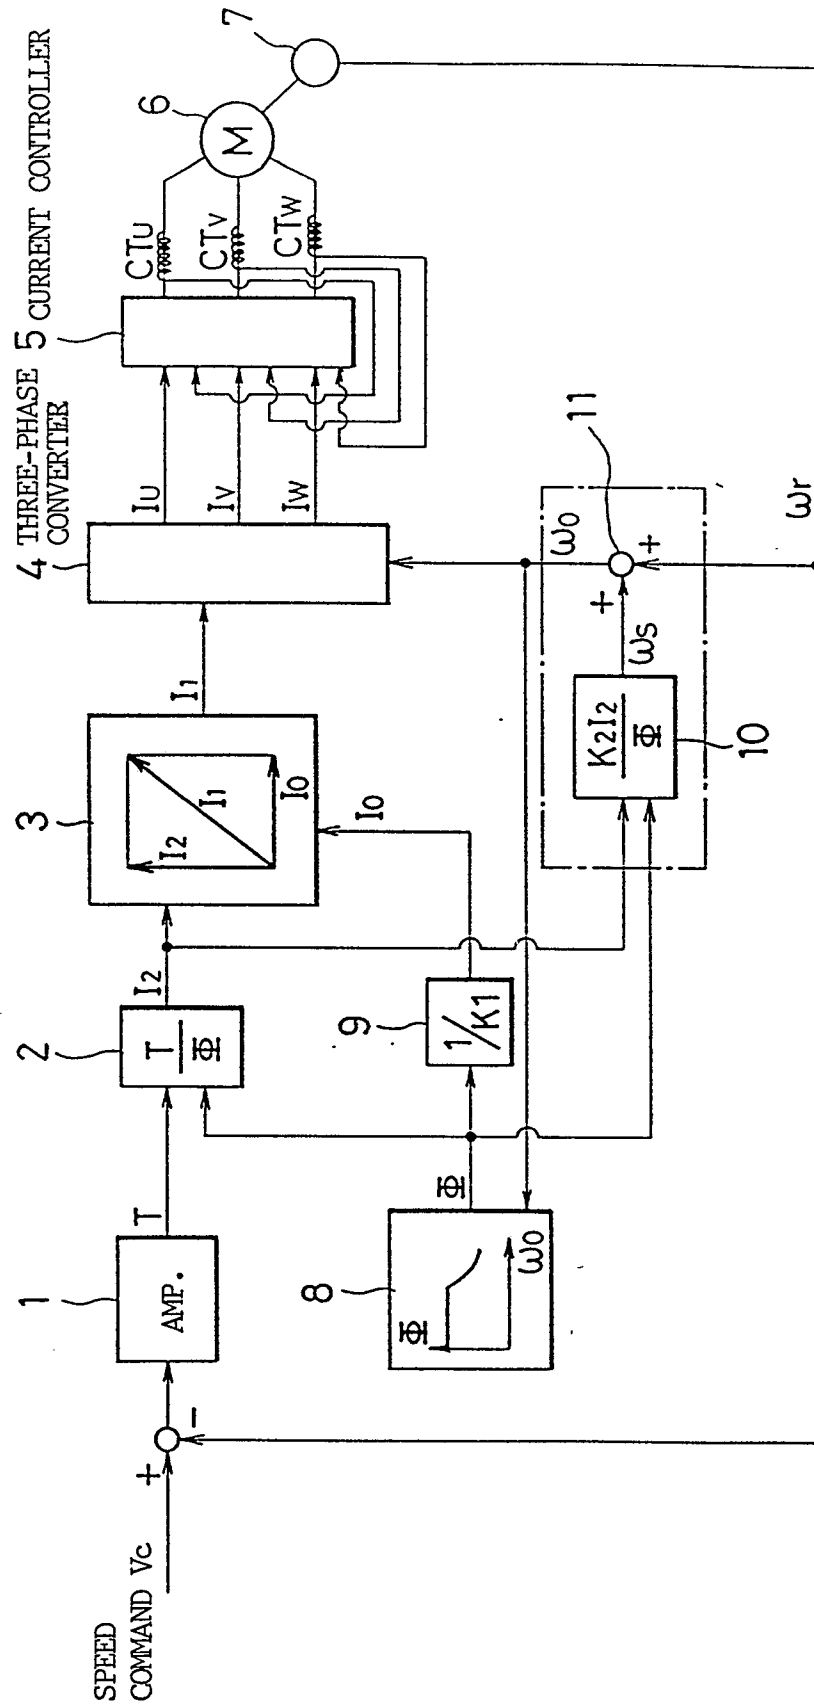 SPEED
COMMAND Vc
+
-
1
AMP.
T
2
T
Φ
I2
3
I2
I1
I0
I1
4 THREE-PHASE
CONVERTER
IU
IV
IW
5 CURRENT CONTROLLER
CTU
CTV
CTW
6
M
7
8
Φ
ω0
Φ
9
1/K1
I0
K2I2
Φ
10
ωs
+
+
ω0
11
ωr